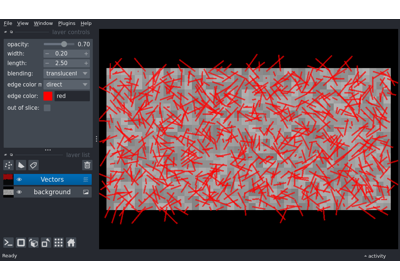 File View Window Plugins Help
layer controls
opacity: 0.70
width: 0.20
length: 2.50
blending: translucent
edge color m direct
edge color: red
out of slice:
layer list
Vectors
background
Ready
activity